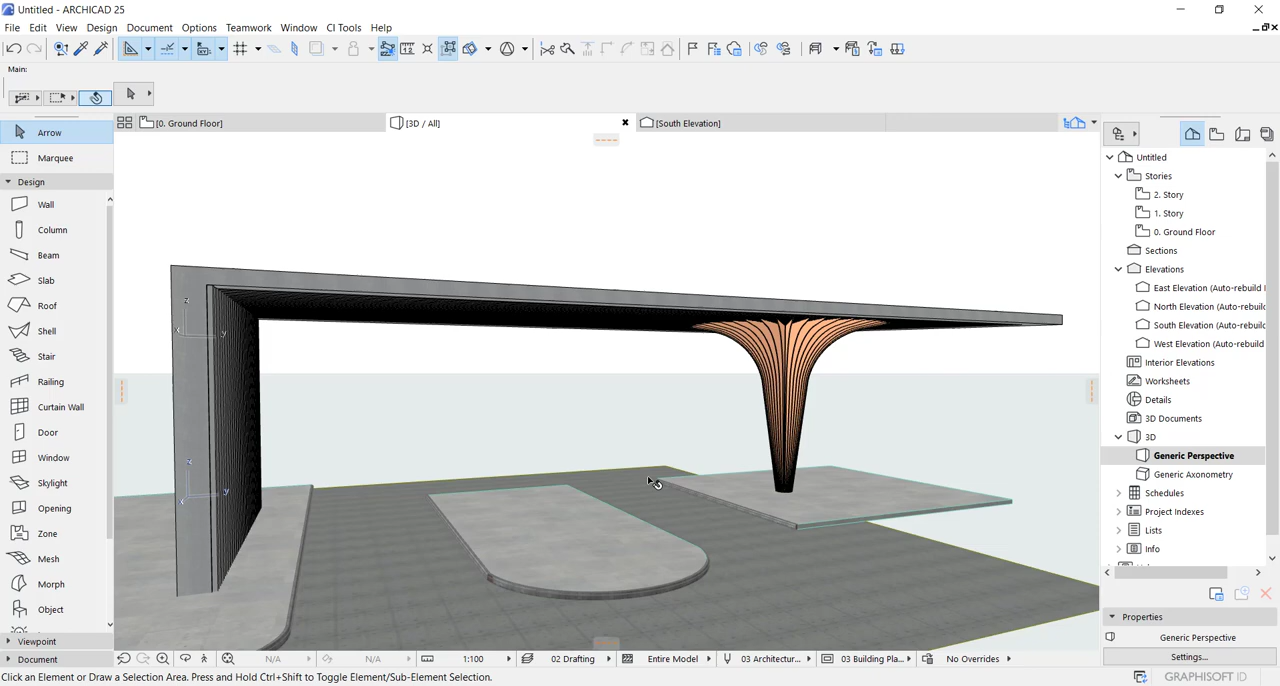 Untitled - ARCHICAD 25
File Edit View Design Document Options Teamwork Window CI Tools Help
Main:
[0. Ground Floor] [3D / All] [South Elevation]
Arrow
Marquee
Design
Wall
Column
Beam
Slab
Roof
Shell
Stair
Railing
Curtain Wall
Door
Window
Skylight
Opening
Zone
Mesh
Morph
Object
Viewpoint
Document
z
x
y
z
x
y
Untitled
Stories
2. Story
1. Story
0. Ground Floor
Sections
Elevations
East Elevation (Auto-rebuild
North Elevation (Auto-rebuild
South Elevation (Auto-rebuild
West Elevation (Auto-rebuild
Interior Elevations
Worksheets
Details
3D Documents
3D
Generic Perspective
Generic Axonometry
Schedules
Project Indexes
Lists
Info
Properties
Generic Perspective
Settings...
N/A N/A 1:100 02 Drafting Entire Model 03 Architectur... 03 Building Pla... No Overrides
Click an Element or Draw a Selection Area. Press and Hold Ctrl+Shift to Toggle Element/Sub-Element Selection.
GRAPHISOFT ID